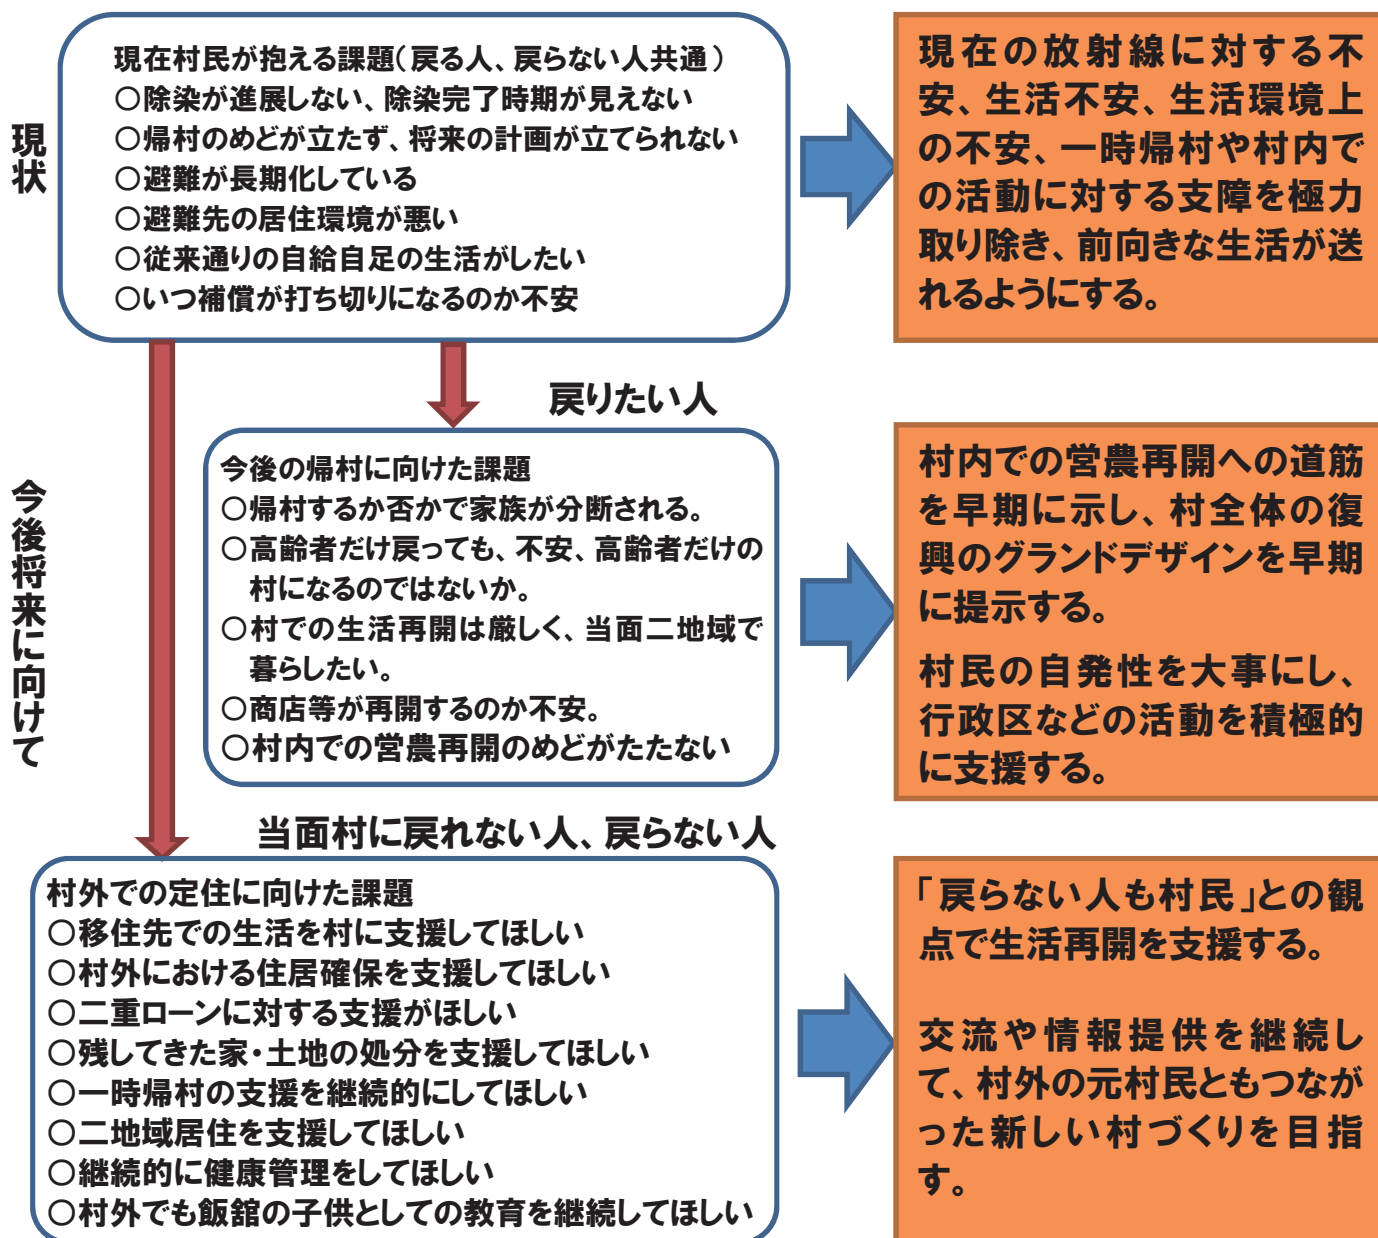 現状
現在村民が抱える課題（戻る人、戻らない人共通）
○除染が進展しない、除染完了時期が見えない
○帰村のめどが立たず、将来の計画が立てられない
○避難が長期化している
○避難先の居住環境が悪い
○従来通りの自給自足の生活がしたい
○いつ補償が打ち切りになるのか不安
現在の放射線に対する不
安、生活不安、生活環境上
の不安、一時帰村や村内で
の活動に対する支障を極力
取り除き、前向きな生活が送
れるようにする。
今後将来に向けて
戻りたい人
今後の帰村に向けた課題
○帰村するか否かで家族が分断される。
○高齢者だけ戻っても、不安、高齢者だけの
村になるのではないか。
○村での生活再開は厳しく、当面二地域で
暮らしたい。
○商店等が再開するのか不安。
○村内での営農再開のめどがたたない
村内での営農再開への道筋
を早期に示し、村全体の復
興のグランドデザインを早期
に提示する。
村民の自発性を大事にし、
行政区などの活動を積極的
に支援する。
当面村に戻れない人、戻らない人
村外での定住に向けた課題
○移住先での生活を村に支援してほしい
○村外における住居確保を支援してほしい
○二重ローンに対する支援がほしい
○残してきた家・土地の処分を支援してほしい
○一時帰村の支援を継続的にしてほしい
○二地域居住を支援してほしい
○継続的に健康管理をしてほしい
○村外でも飯舘の子供としての教育を継続してほしい
「戻らない人も村民」との観
点で生活再開を支援する。
交流や情報提供を継続し
て、村外の元村民ともつなが
った新しい村づくりを目指
す。